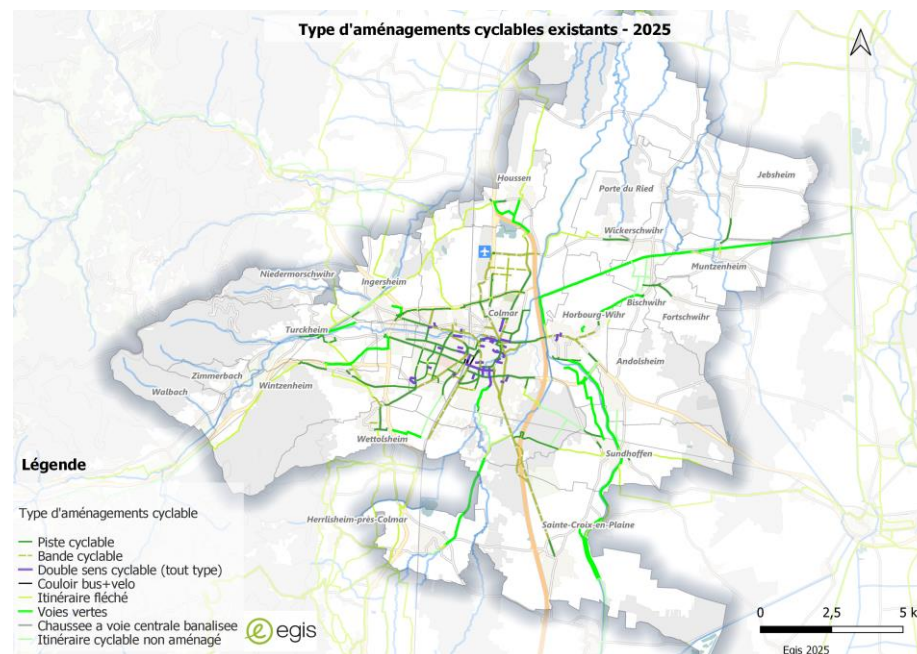 Type d'aménagements cyclables existants - 2025
Jebsheim
Houssen
Porte du Ried
Wickerschwihr
Niedermorschwihr
Ingersheim
Muntzenheim
Bischwihr
Colmar
Horbourg-Wihr
Fortschwihr
Turckheim
Andolsheim
Zimmerbach
Walbach
Wintzenheim
Wettolsheim
Sundhoffen
Herrlisheim-près-Colmar
Sainte-Croix-en-Plaine
Légende
Type d'aménagements cyclable
Piste cyclable
Bande cyclable
Double sens cyclable (tout type)
Couloir bus+velo
Itinéraire fléché
Voies vertes
Chaussee a voie centrale banalisee
Itinéraire cyclable non aménagé
egis
0 2,5 5 k
Egis 2025